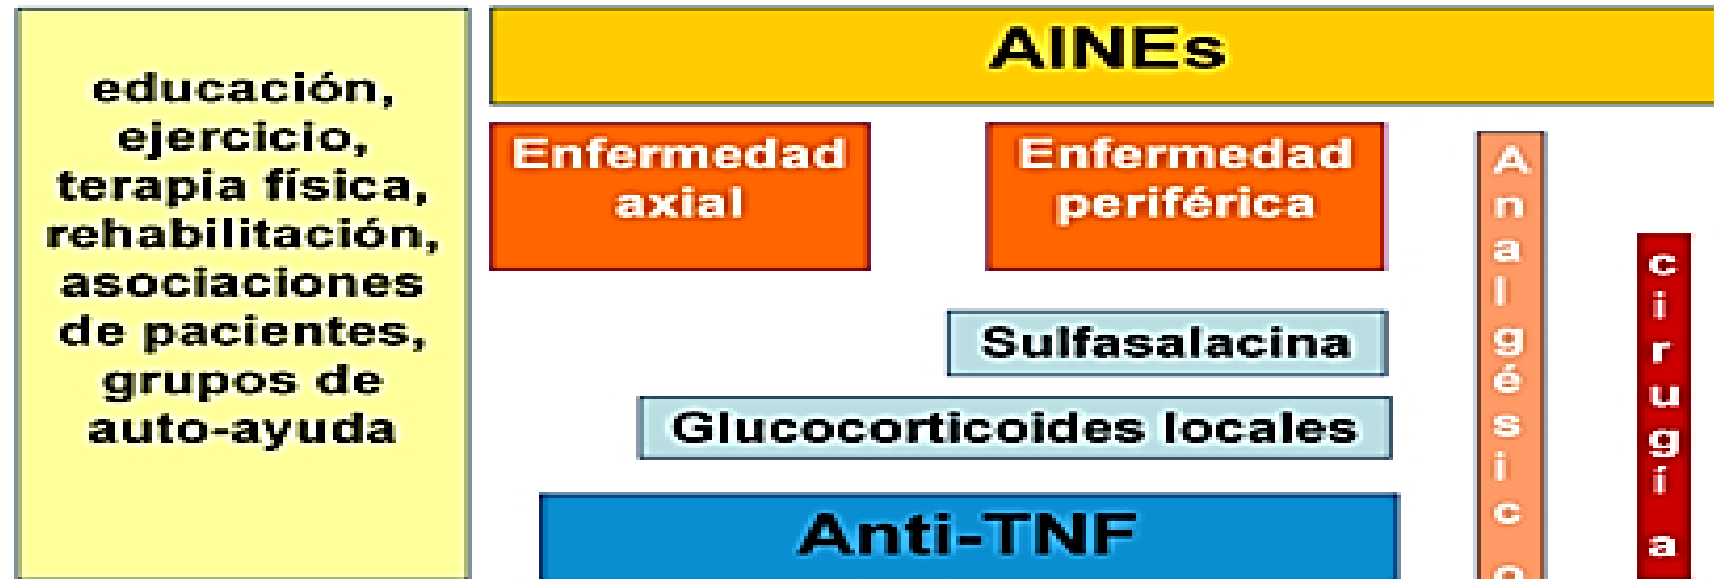 educación,
ejercicio,
terapia física,
rehabilitación,
asociaciones
de pacientes,
grupos de
auto-ayuda
AINEs
Enfermedad
axial
Enfermedad
periférica
Sulfasalacina
Glucocorticoides locales
Anti-TNF
Analgésico
cirugía